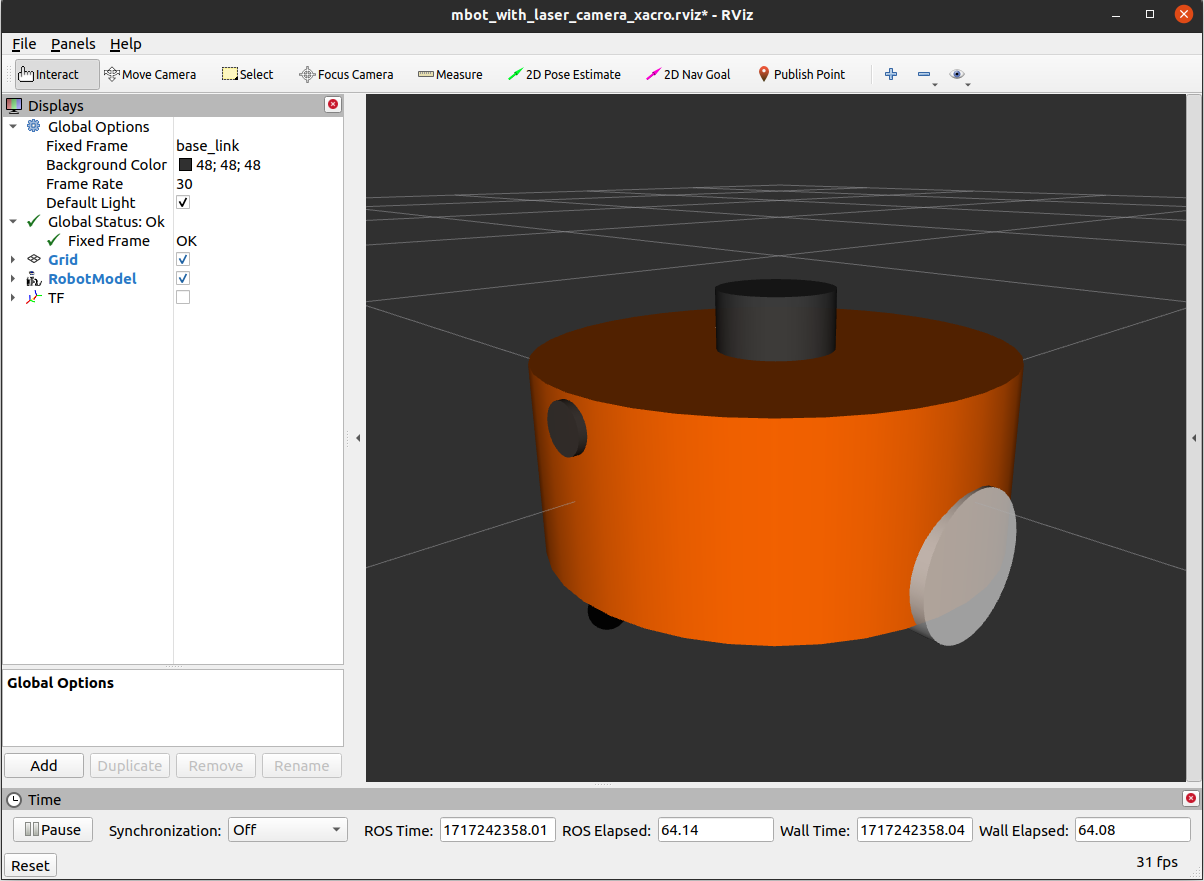 mbot_with_laser_camera_xacro.rviz* - RViz
File Panels Help
Interact Move Camera Select Focus Camera Measure 2D Pose Estimate 2D Nav Goal Publish Point
Displays
Global Options
Fixed Frame base_link
Background Color 48; 48; 48
Frame Rate 30
Default Light
Global Status: Ok
Fixed Frame OK
Grid
RobotModel
TF
Global Options
Add Duplicate Remove Rename
Time
Pause Synchronization: Off ROS Time: 1717242358.01 ROS Elapsed: 64.14 Wall Time: 1717242358.04 Wall Elapsed: 64.08
Reset 31 fps